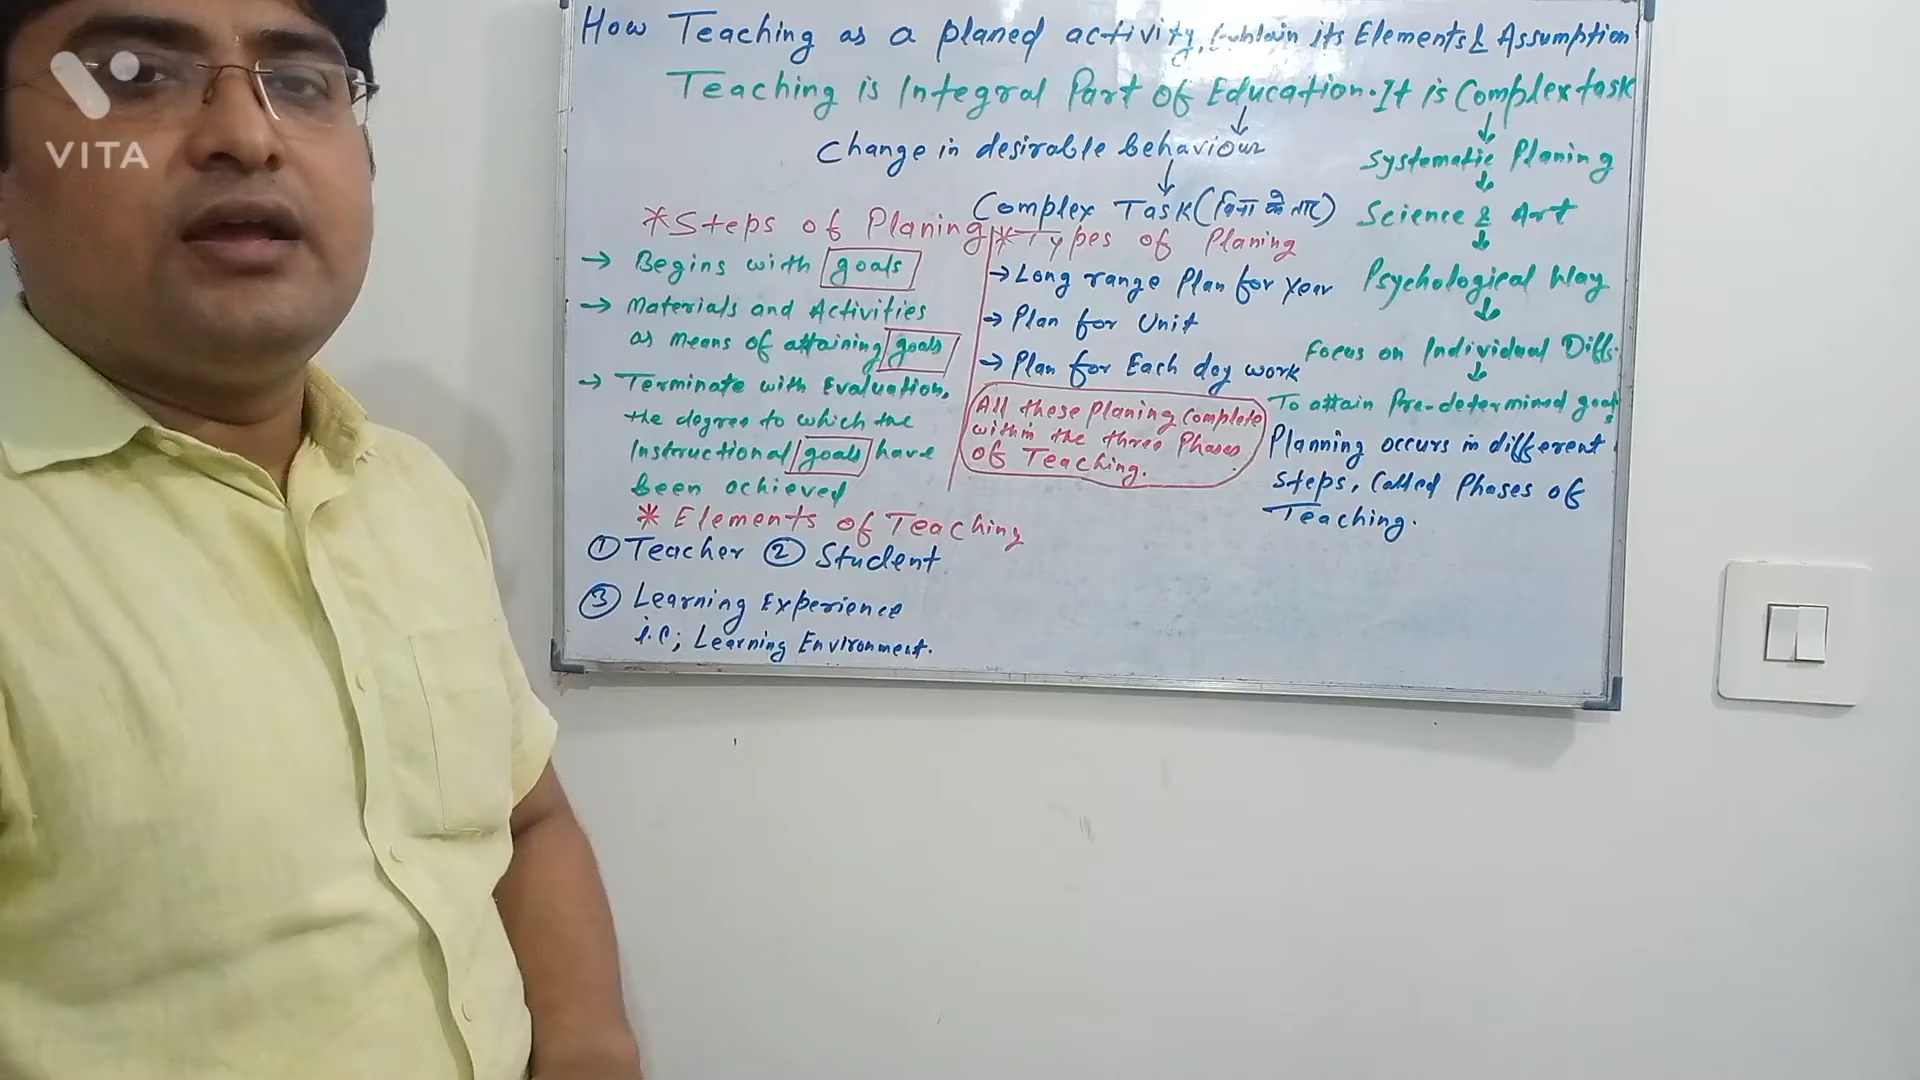 VITA
How Teaching as a planed activity, Exhlain its Elements & Assumption
Teaching is Integral Part of Education. It is Complex task
↓
Change in desirable behaviour
↓
Complex Task
* Steps of Planing
→ Begins with goals
→ Materials and Activities
as means of attaining goals
→ Terminate with Evaluation,
the degree to which the
Instructional goals have
been achieved
* Types of Planing
→ Long range Plan for Year
→ Plan for Unit
→ Plan for Each day work
All these planing complete
within the three Phases
of Teaching.
↓
Systematic Planing
↓
Science & Art
↓
Psychological Way
↓
Focus on Individual Diff.
↓
To attain Pre-determined goals
Planning occurs in different
steps, Called Phases of
Teaching.
* Elements of Teaching
① Teacher ② Student
③ Learning Experience
i.e; Learning Environment.